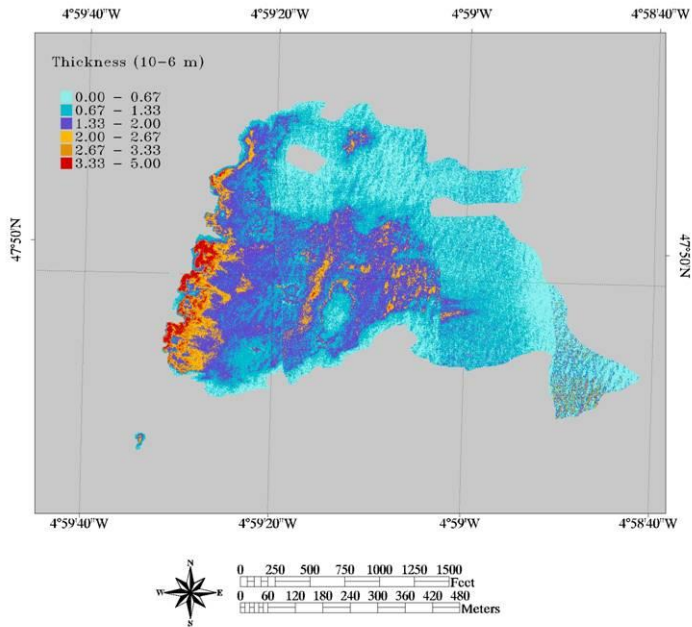 4°59'40"W 4°59'20"W 4°59'W 4°58'40"W
Thickness (10-6 m)
0.00 - 0.67
0.67 - 1.33
1.33 - 2.00
2.00 - 2.67
2.67 - 3.33
3.33 - 5.00
47°50'N
47°50'N
4°59'40"W 4°59'20"W 4°59'W 4°58'40"W
N
W E
S
0 250 500 750 1000 1250 1500
Feet
0 60 120 180 240 300 360 420 480
Meters